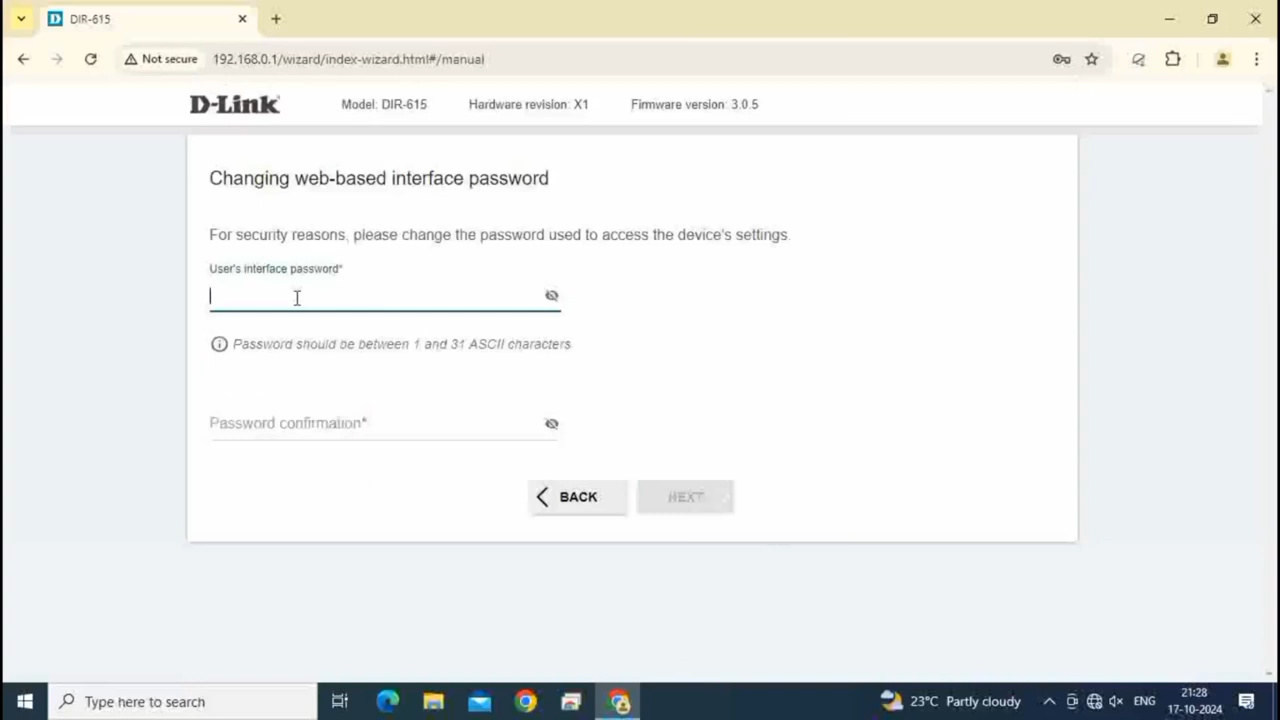 DIR-615
Not secure
192.168.0.1/wizard/index-wizard.html#/manual
D-Link
Model: DIR-615
Hardware revision: X1
Firmware version: 3.0.5
Changing web-based interface password
For security reasons, please change the password used to access the device's settings.
User's interface password*
Password should be between 1 and 31 ASCII characters
Password confirmation*
BACK
NEXT
Type here to search
23°C Partly cloudy
ENG
21:28
17-10-2024